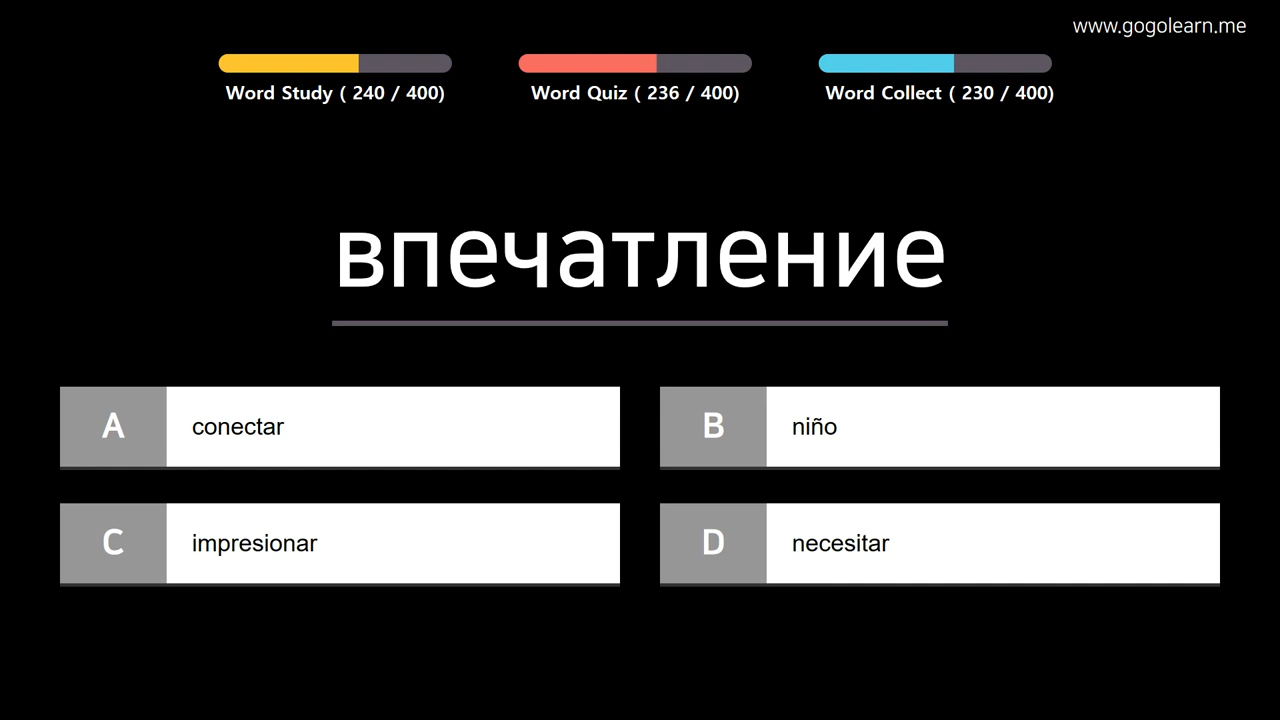 www.gogolearn.me
Word Study ( 240 / 400)
Word Quiz ( 236 / 400)
Word Collect ( 230 / 400)
впечатление
A conectar
B niño
C impresionar
D necesitar